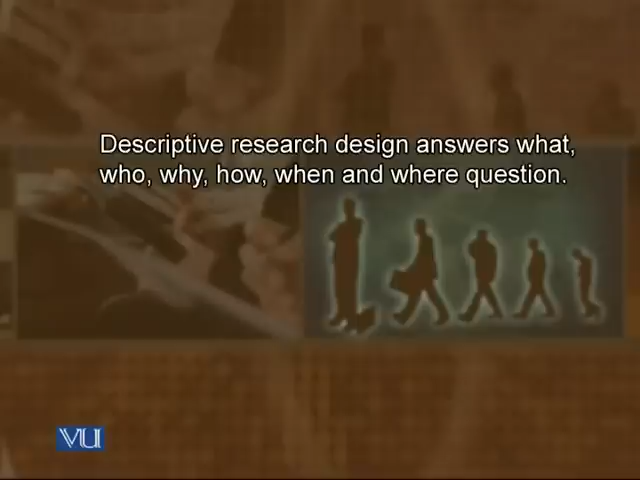 Descriptive research design answers what,
who, why, how, when and where question.
VU